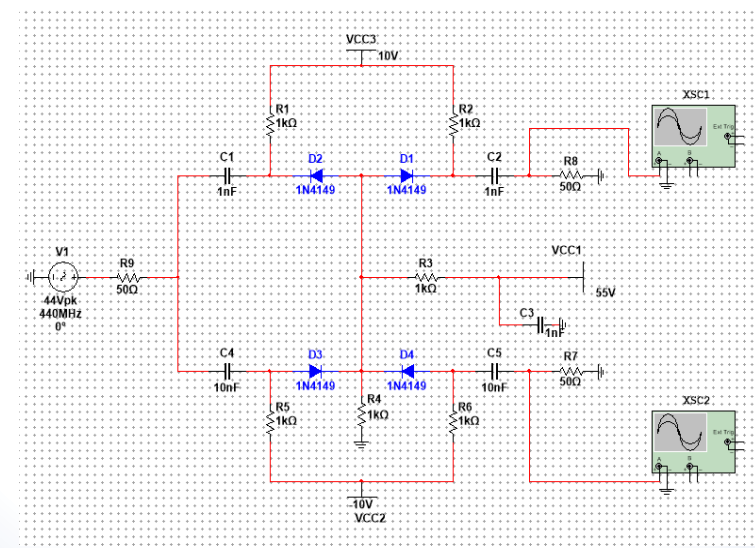 VCC3
10V
R1
1kΩ
R2
1kΩ
XSC1
Ext Trig
A
B
C1
1nF
D2
1N4149
D1
1N4149
C2
1nF
R8
50Ω
V1
44Vpk
440MHz
0°
R9
50Ω
R3
1kΩ
VCC1
55V
C3
1nF
C4
10nF
D3
1N4149
D4
1N4149
C5
10nF
R7
50Ω
R5
1kΩ
R4
1kΩ
R6
1kΩ
XSC2
Ext Trig
A
B
-10V
VCC2